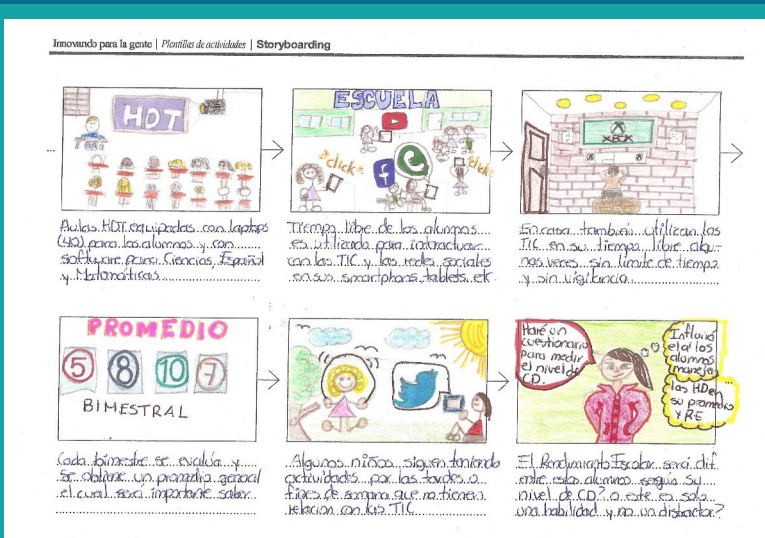 Innovando para la gente | Plantillas de actividades | Storyboarding
HDT
Aulas HDT equipadas con laptops
(40) para los alumnos y con
software para Ciencias, Español
y Matemáticas.
ESCUELA
"click"
click"
Tiempo libre de los alumnos
es utilizado para interactuar
con las TIC y las redes sociales
en sus smartphons, tablets, etc
XBOX
En casa también utilizan las
TIC en su tiempo libre algu-
nas veces sin límite de tiempo
y sin vigilancia
PROMEDIO
5 8 10 7
BIMESTRAL
Cada bimestre se evalúa y
se obtiene un promedio general
el cual será importante saber
Algunos niños siguen teniendo
actividades por las tardes o
fines de semana que no tienen
relacion con las TIC
Haré un
cuestionario
para medir
el nivel de
CD.
Influirá
el q los
alumnos
manejen
las HD en
su promedio
y RE
El Rendimiento Escolar será dif.
entre estos alumnos según su
nivel de CD? o este es solo
una habilidad y no un distractor?